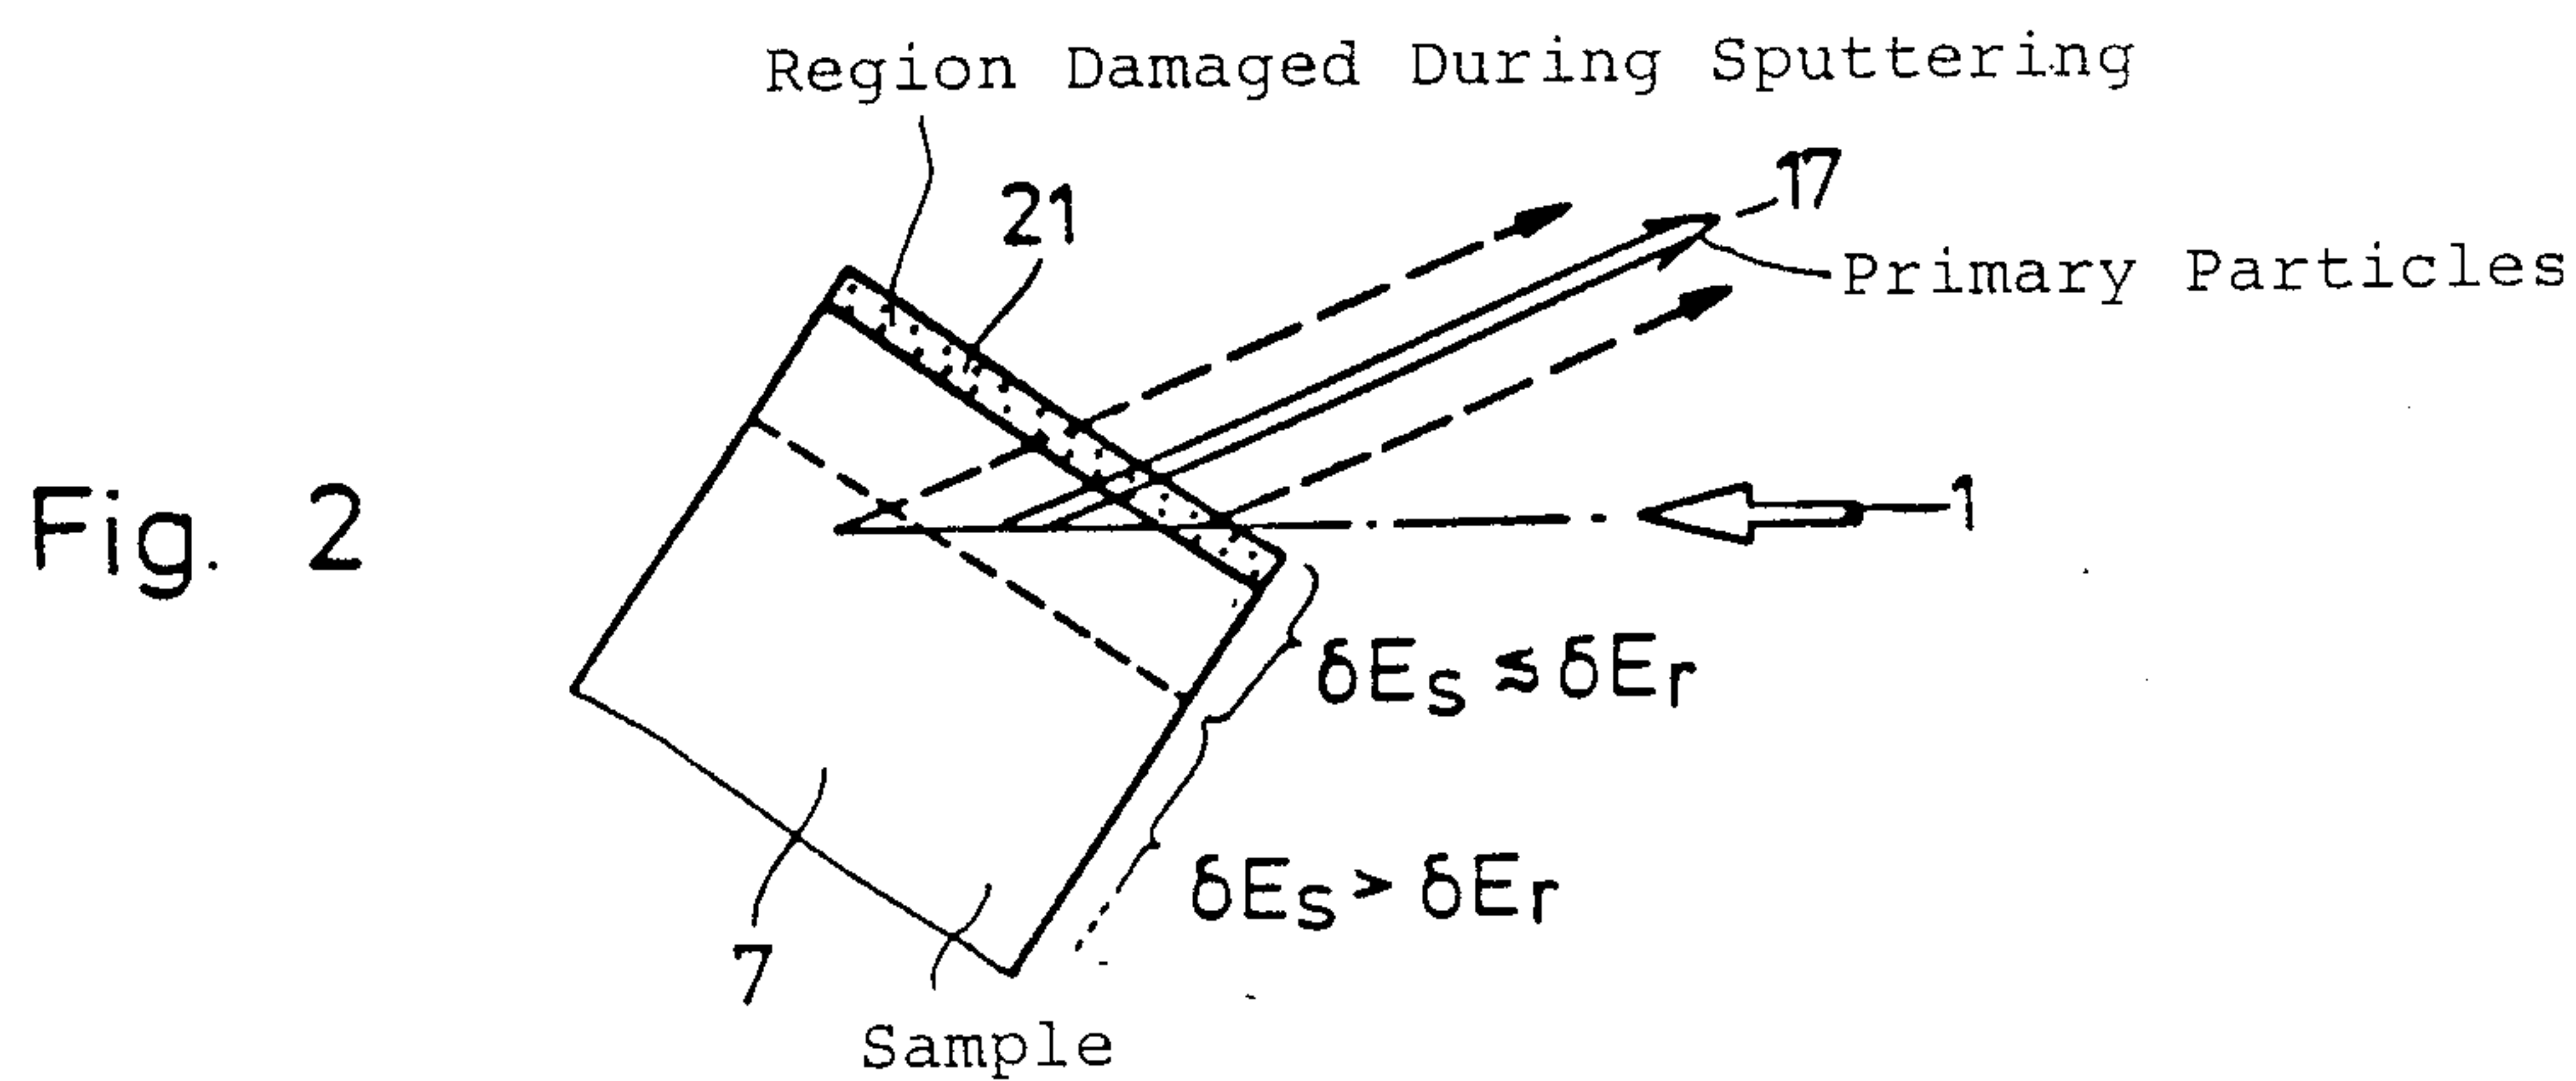 Region Damaged During Sputtering
17
21
Primary Particles
Fig. 2
1
δEs ≲ δEr
δEs > δEr
7
Sample